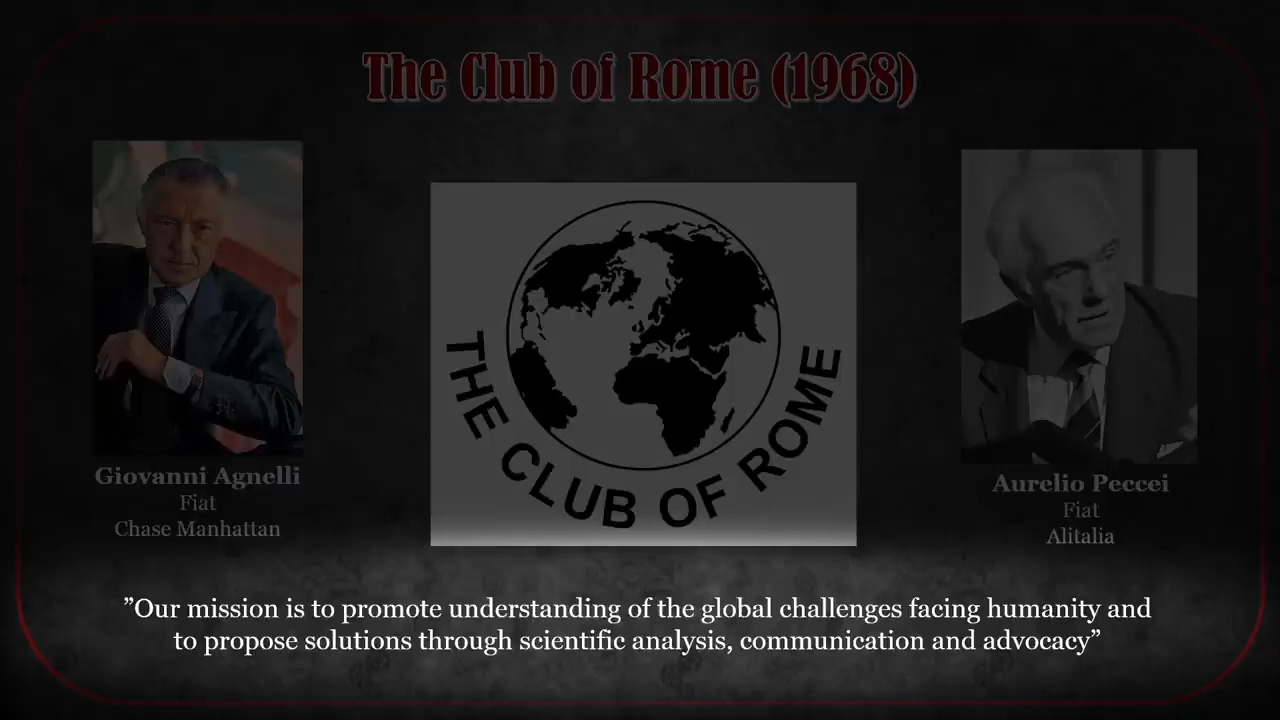 The Club of Rome (1968)
THE CLUB OF ROME
Giovanni Agnelli
Fiat
Chase Manhattan
Aurelio Peccei
Fiat
Alitalia
”Our mission is to promote understanding of the global challenges facing humanity and
to propose solutions through scientific analysis, communication and advocacy”